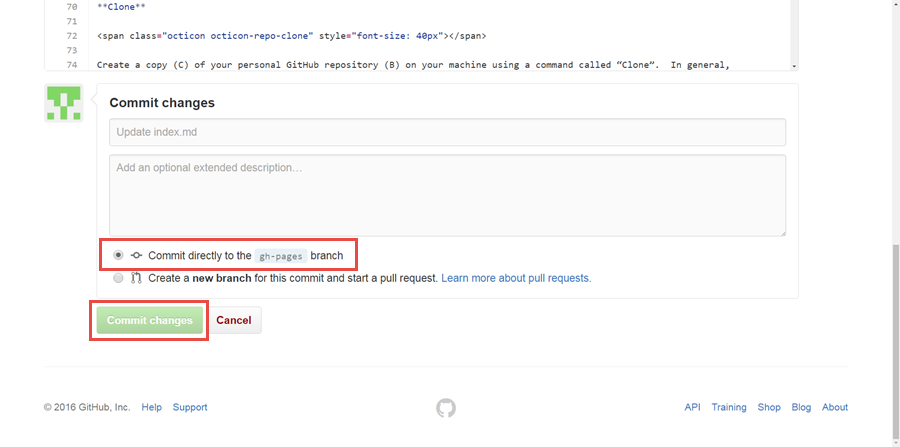 70 **Clone**
71
72 <span class="octicon octicon-repo-clone" style="font-size: 40px"></span>
73
74 Create a copy (C) of your personal GitHub repository (B) on your machine using a command called “Clone”.  In general,
Commit changes
Update index.md
Add an optional extended description…
Commit directly to the gh-pages branch
Create a new branch for this commit and start a pull request. Learn more about pull requests.
Commit changes Cancel
© 2016 GitHub, Inc. Help Support API Training Shop Blog About